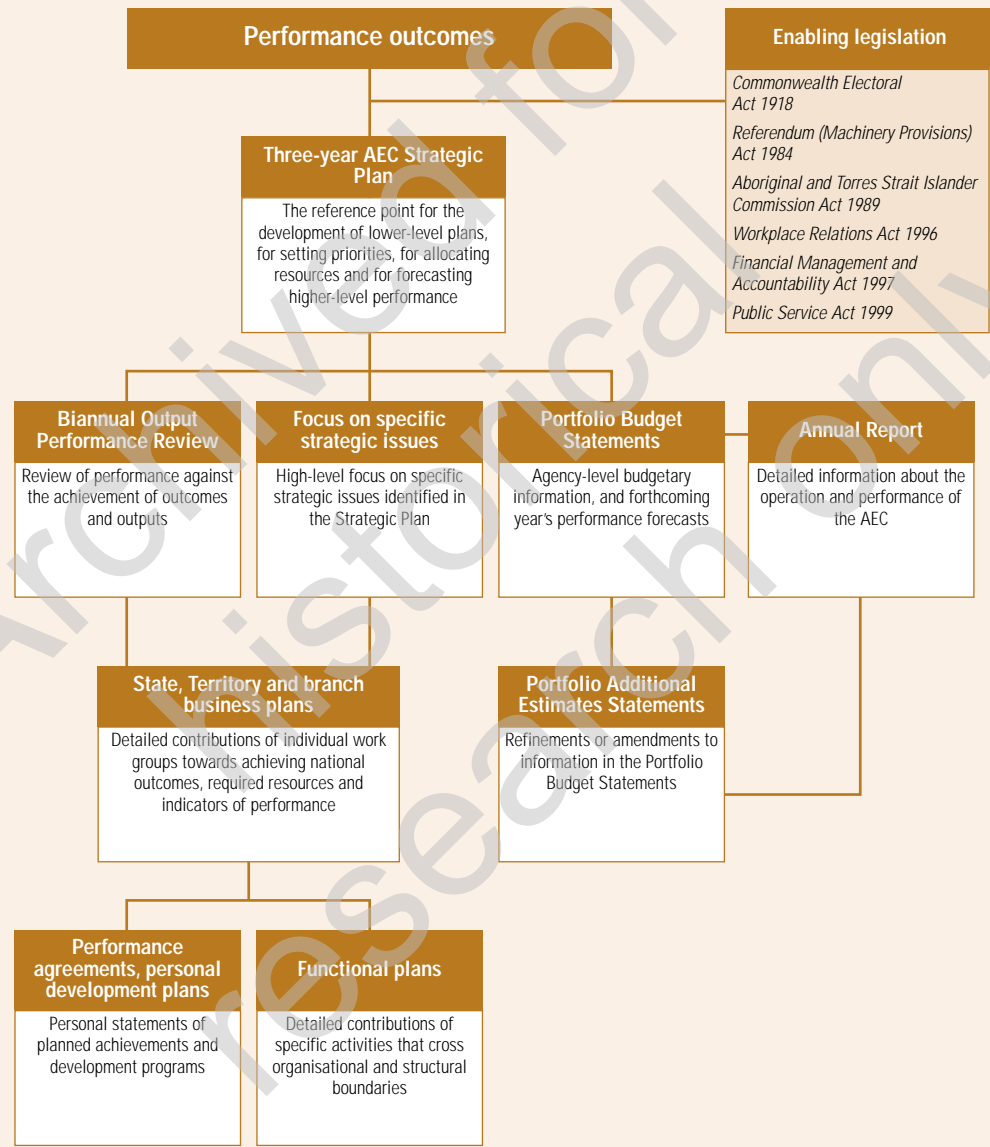 Performance outcomes
Enabling legislation
Commonwealth Electoral
Act 1918
Referendum (Machinery Provisions)
Act 1984
Aboriginal and Torres Strait Islander
Commission Act 1989
Workplace Relations Act 1996
Financial Management and
Accountability Act 1997
Public Service Act 1999
Three-year AEC Strategic
Plan
The reference point for the
development of lower-level plans,
for setting priorities, for allocating
resources and for forecasting
higher-level performance
Biannual Output
Performance Review
Review of performance against
the achievement of outcomes
and outputs
Focus on specific
strategic issues
High-level focus on specific
strategic issues identified in
the Strategic Plan
Portfolio Budget
Statements
Agency-level budgetary
information, and forthcoming
year's performance forecasts
Annual Report
Detailed information about the
operation and performance of
the AEC
State, Territory and branch
business plans
Detailed contributions of individual work
groups towards achieving national
outcomes, required resources and
indicators of performance
Portfolio Additional
Estimates Statements
Refinements or amendments to
information in the Portfolio
Budget Statements
Performance
agreements, personal
development plans
Personal statements of
planned achievements and
development programs
Functional plans
Detailed contributions of
specific activities that cross
organisational and structural
boundaries
Archived for
historical
research only